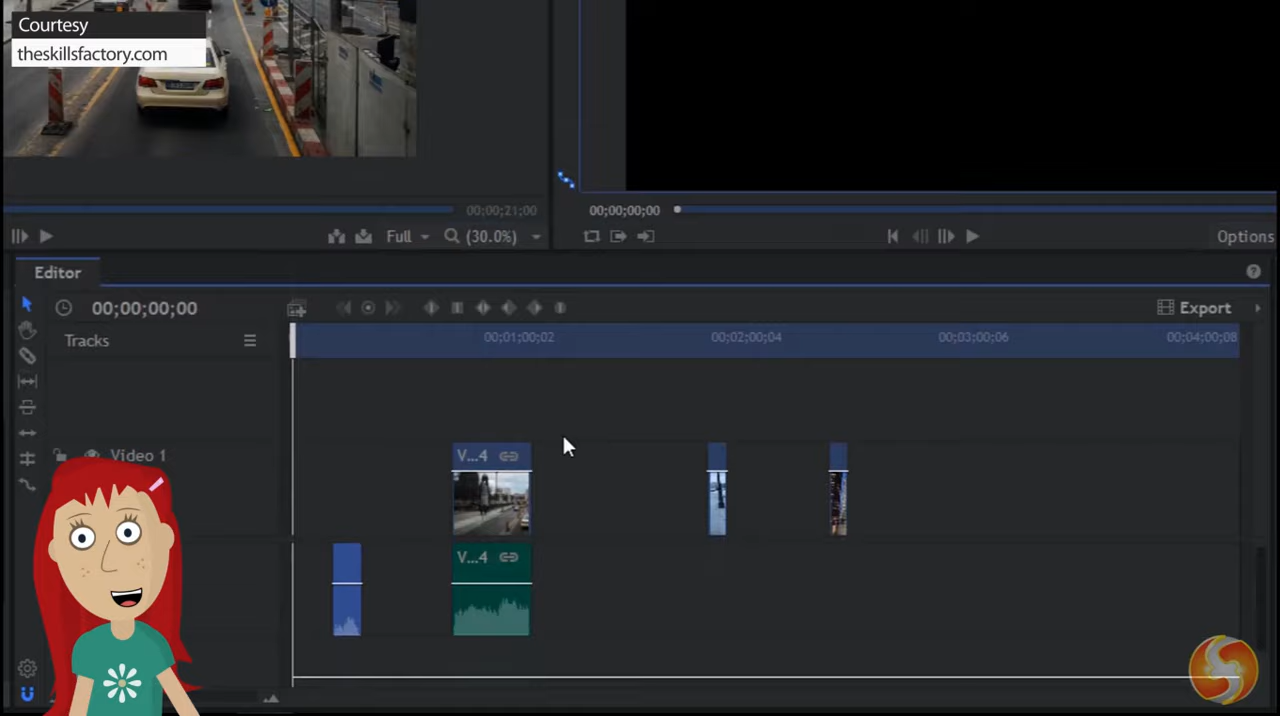 Courtesy
theskillsfactory.com
00;00;21;00
00;00;00;00
Full
(30.0%)
Options
Editor
00;00;00;00
Export
Tracks
00;01;00;02
00;02;00;04
00;03;00;06
00;04;00;08
V...4
Video 1
V...4